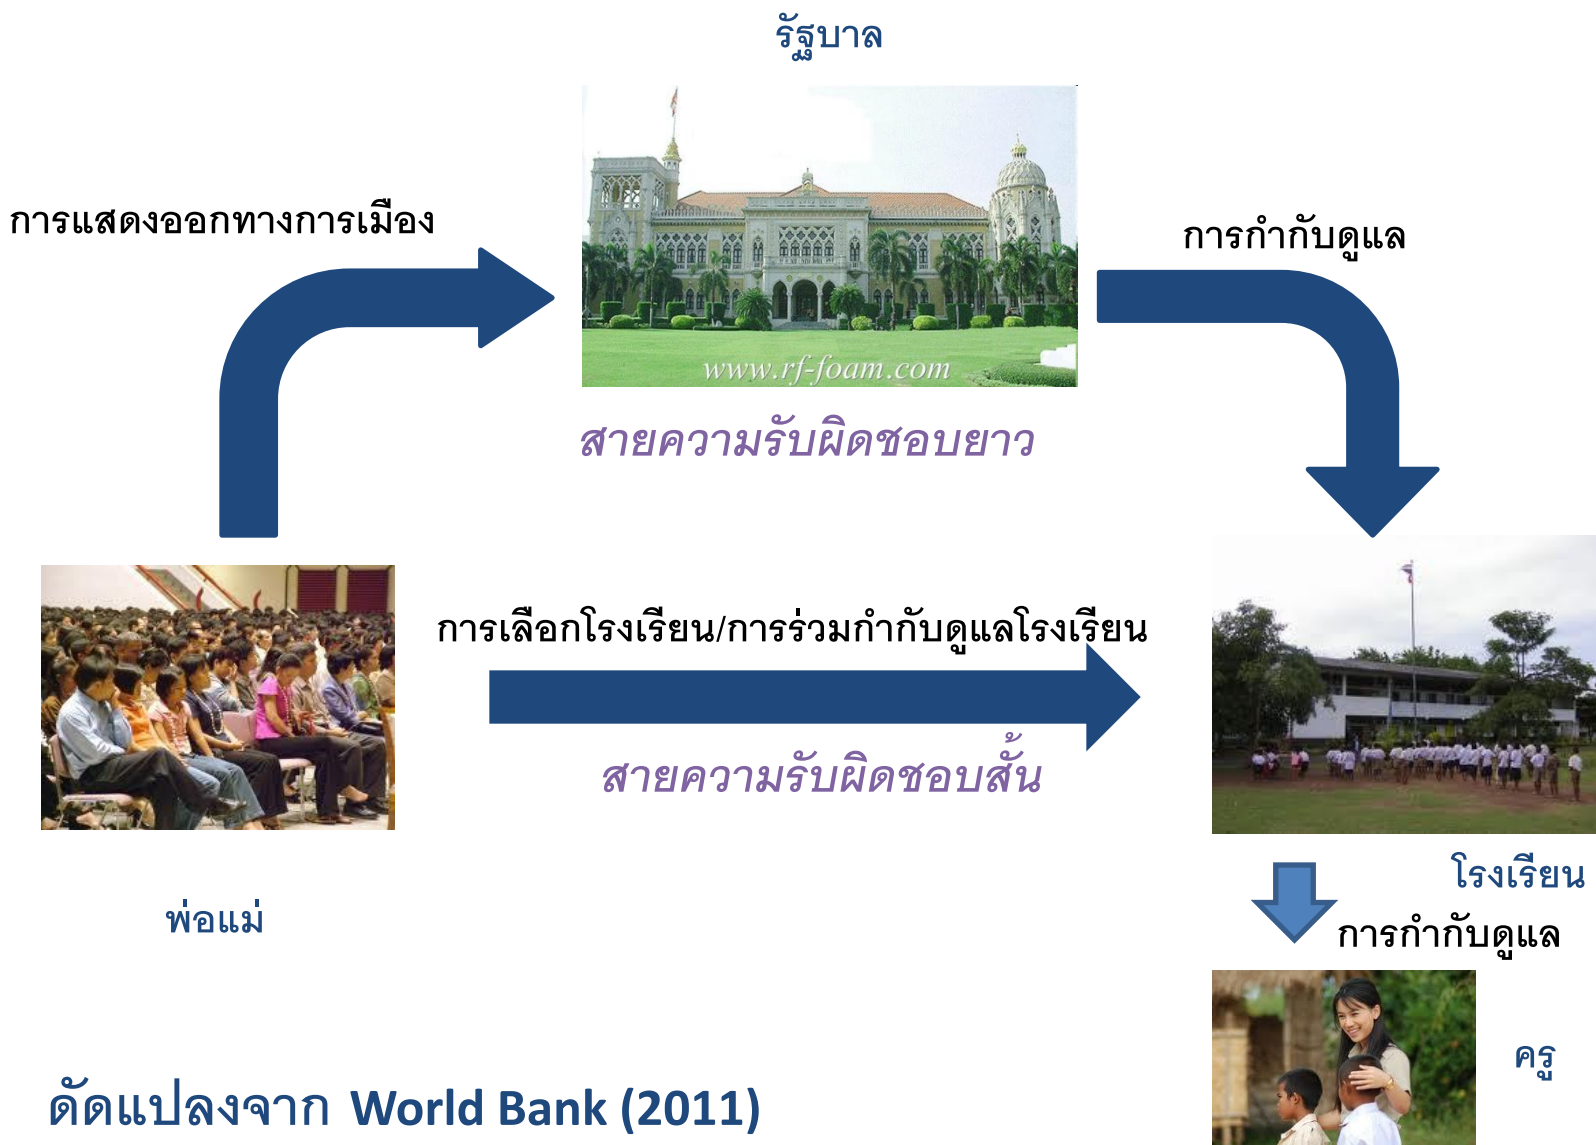 รัฐบาล
การแสดงออกทางการเมือง
การกำกับดูแล
www.rf-foam.com
สายความรับผิดชอบยาว
การเลือกโรงเรียน/การร่วมกำกับดูแลโรงเรียน
สายความรับผิดชอบสั้น
โรงเรียน
พ่อแม่
การกำกับดูแล
ครู
ดัดแปลงจาก World Bank (2011)